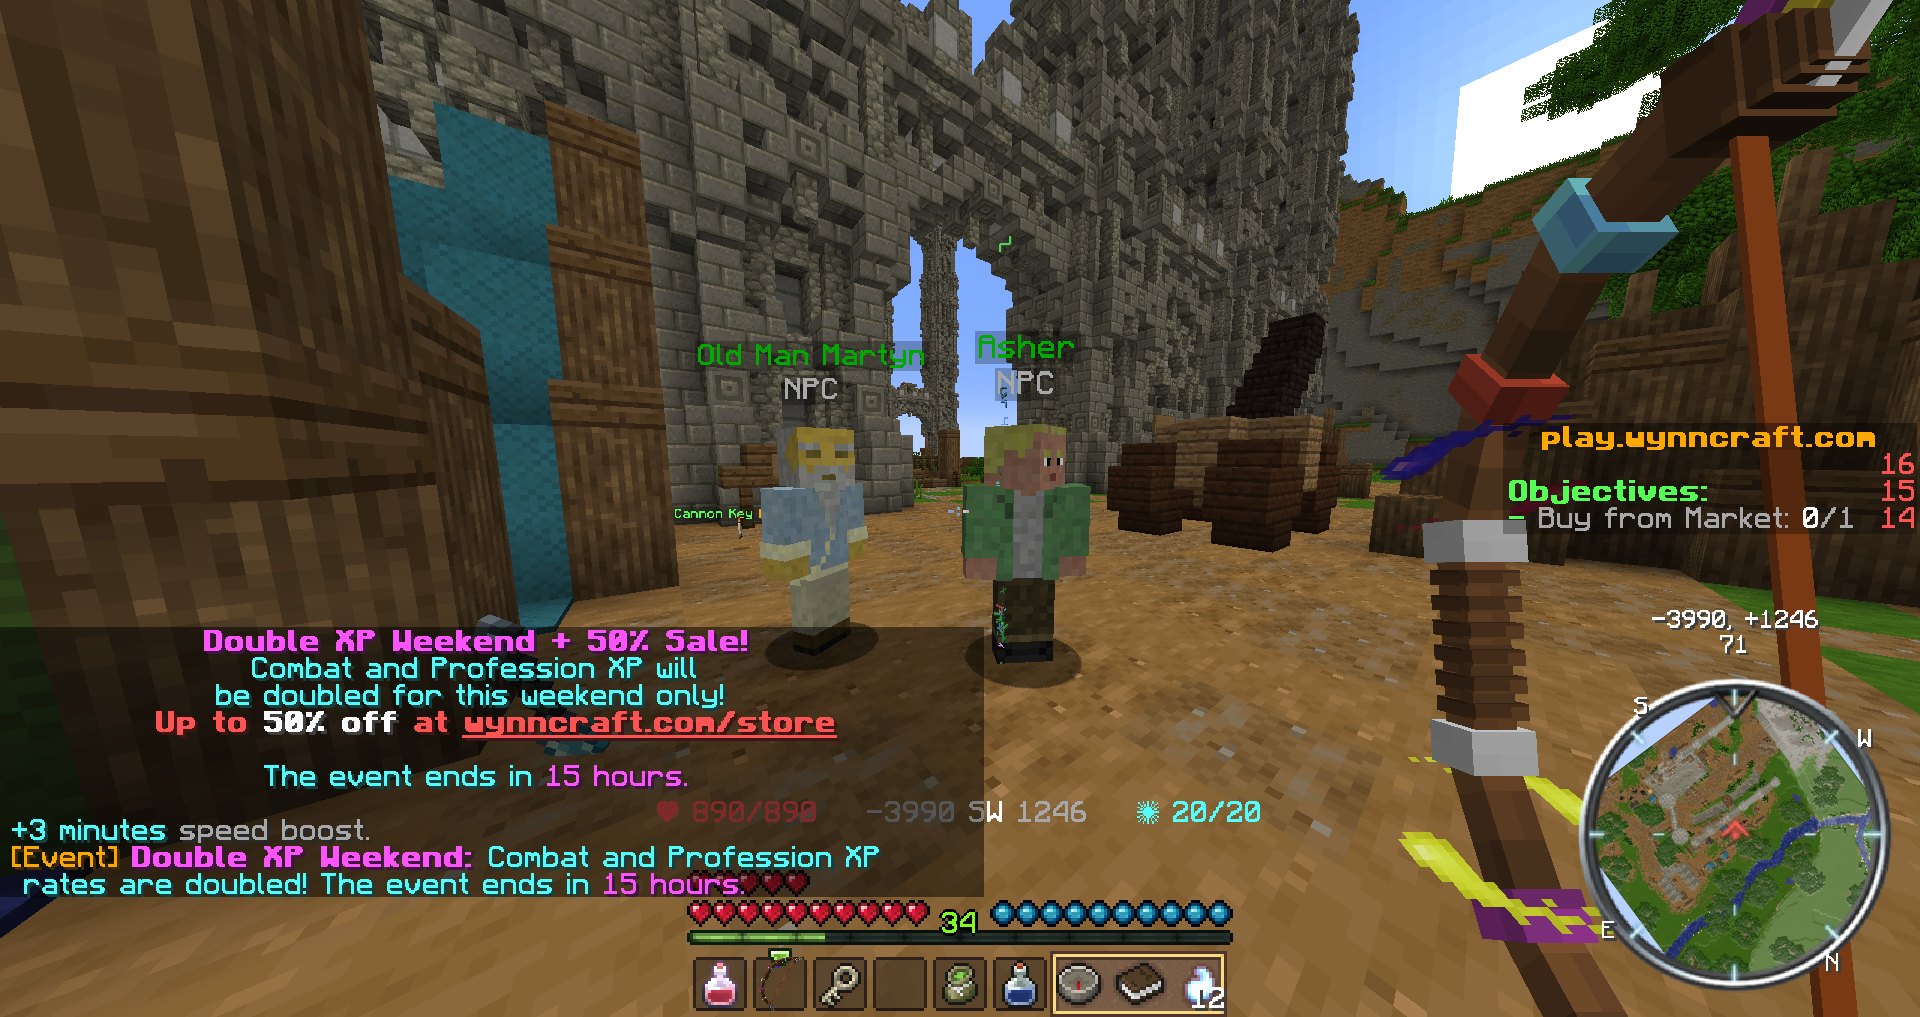 Old Man Martyn
NPC
Asher
NPC
Cannon Key
play.wynncraft.com
16
Objectives:
15
- Buy from Market: 0/1
14
-3990, +1246
71
S
W
E
N
Double XP Weekend + 50% Sale!
Combat and Profession XP will
be doubled for this weekend only!
Up to 50% off at wynncraft.com/store
The event ends in 15 hours.
+3 minutes speed boost.
[Event] Double XP Weekend: Combat and Profession XP
rates are doubled! The event ends in 15 hours.
890/890
-3990 SW 1246
20/20
34
12